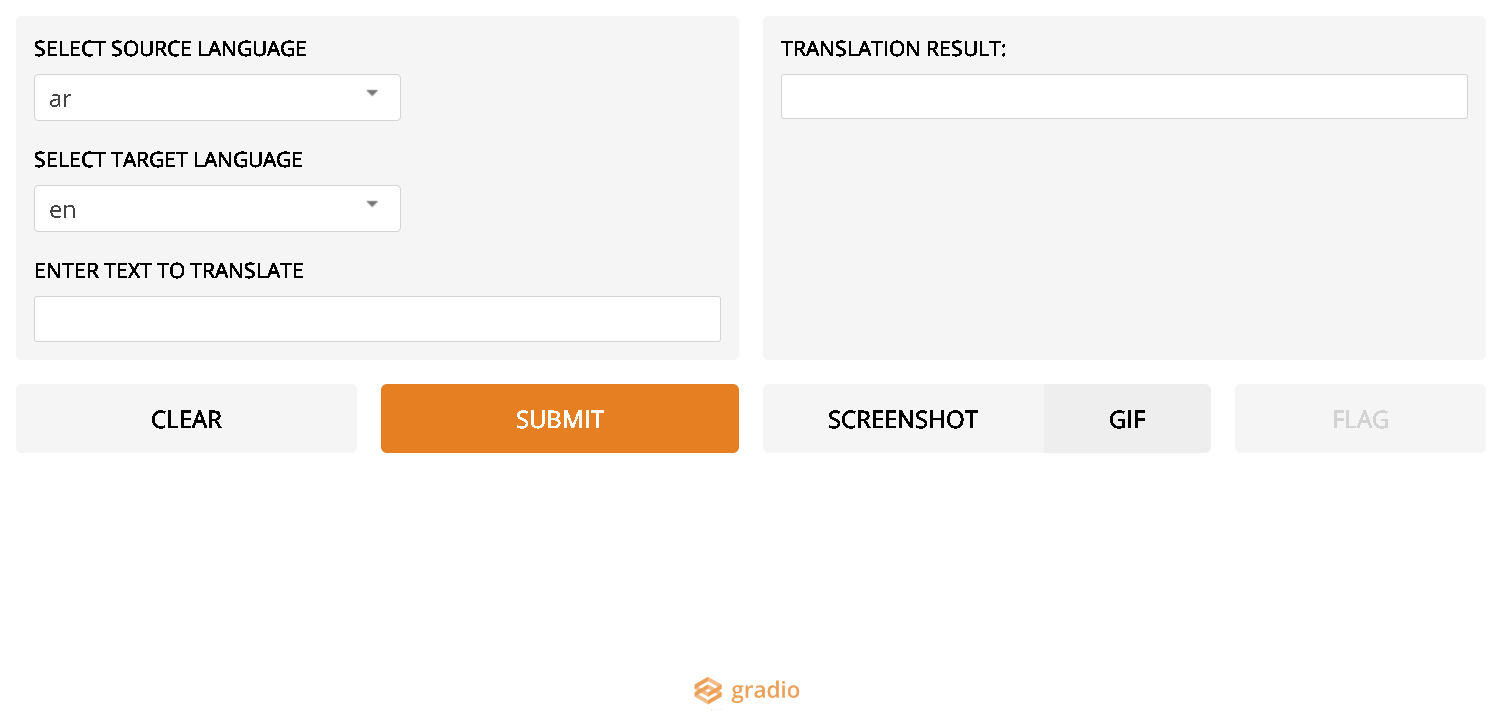 SELECT SOURCE LANGUAGE
ar
SELECT TARGET LANGUAGE
en
ENTER TEXT TO TRANSLATE
TRANSLATION RESULT:
CLEAR
SUBMIT
SCREENSHOT
GIF
FLAG
gradio